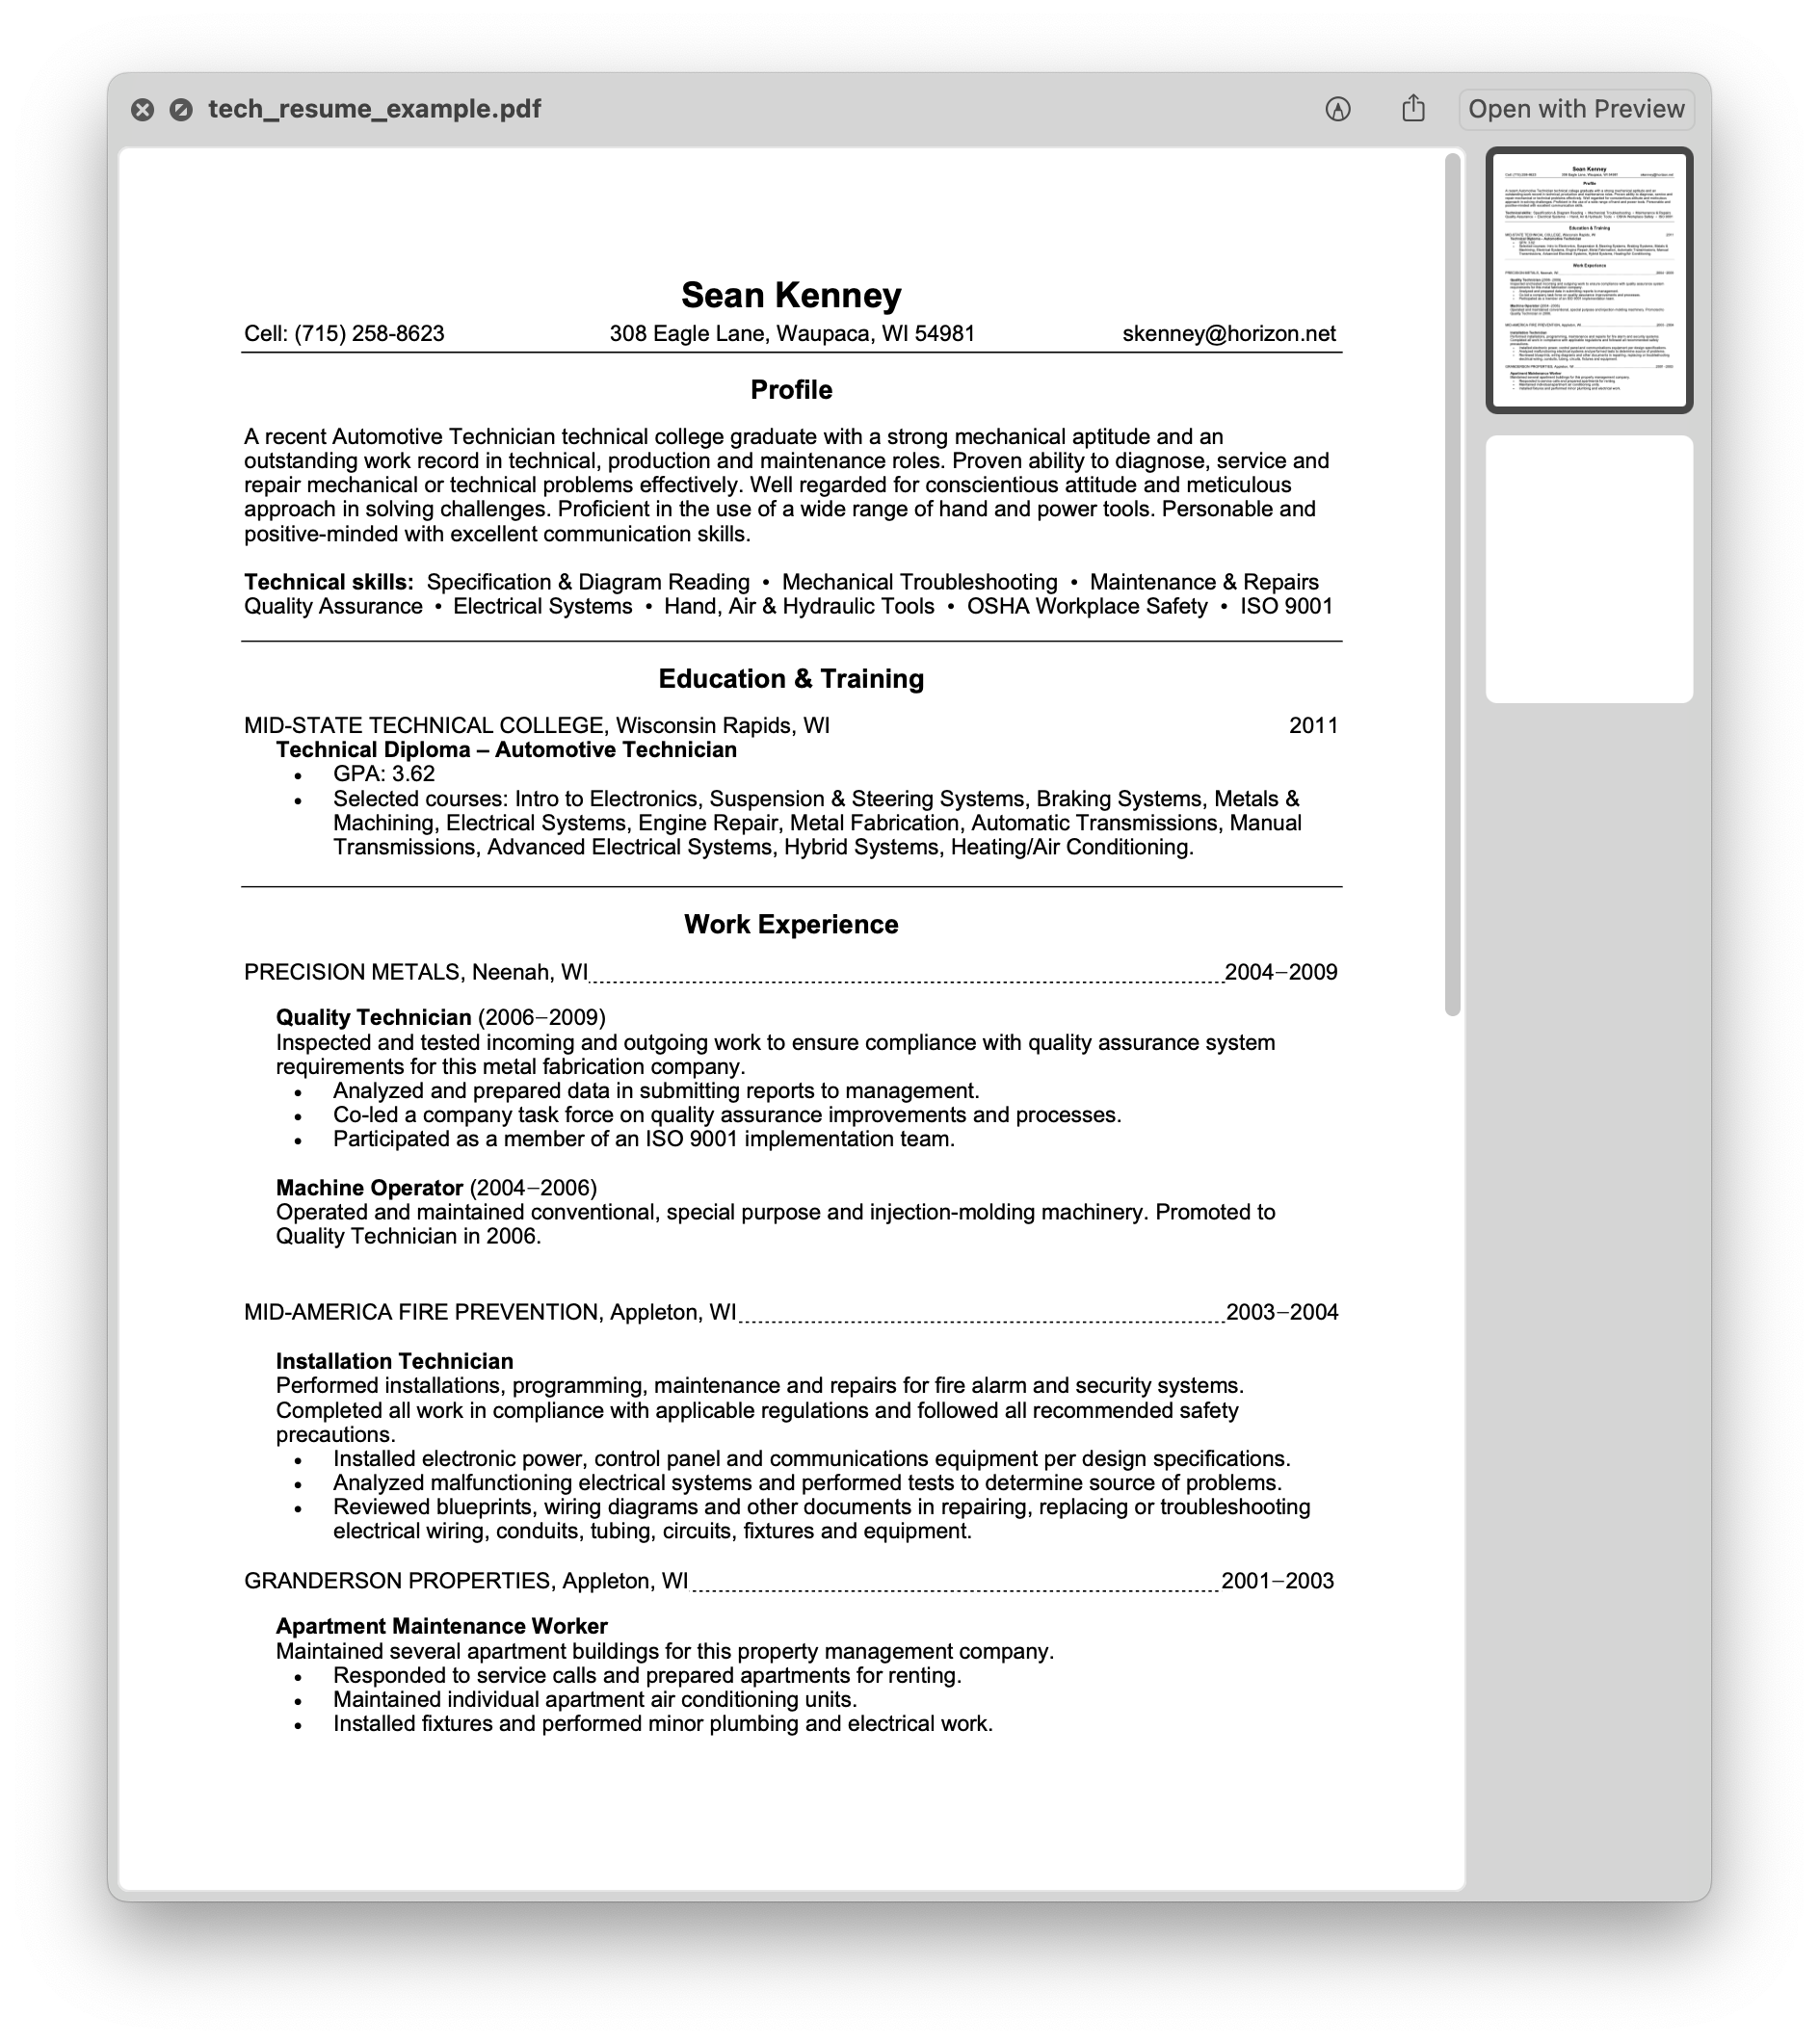 tech_resume_example.pdf
Open with Preview
Sean Kenney
Cell: (715) 258-8623 308 Eagle Lane, Waupaca, WI 54981 skenney@horizon.net
Profile
A recent Automotive Technician technical college graduate with a strong mechanical aptitude and an
outstanding work record in technical, production and maintenance roles. Proven ability to diagnose, service and
repair mechanical or technical problems effectively. Well regarded for conscientious attitude and meticulous
approach in solving challenges. Proficient in the use of a wide range of hand and power tools. Personable and
positive-minded with excellent communication skills.
Technical skills: Specification & Diagram Reading • Mechanical Troubleshooting • Maintenance & Repairs
Quality Assurance • Electrical Systems • Hand, Air & Hydraulic Tools • OSHA Workplace Safety • ISO 9001
Education & Training
MID-STATE TECHNICAL COLLEGE, Wisconsin Rapids, WI 2011
Technical Diploma – Automotive Technician
• GPA: 3.62
• Selected courses: Intro to Electronics, Suspension & Steering Systems, Braking Systems, Metals &
Machining, Electrical Systems, Engine Repair, Metal Fabrication, Automatic Transmissions, Manual
Transmissions, Advanced Electrical Systems, Hybrid Systems, Heating/Air Conditioning.
Work Experience
PRECISION METALS, Neenah, WI 2004–2009
Quality Technician (2006–2009)
Inspected and tested incoming and outgoing work to ensure compliance with quality assurance system
requirements for this metal fabrication company.
• Analyzed and prepared data in submitting reports to management.
• Co-led a company task force on quality assurance improvements and processes.
• Participated as a member of an ISO 9001 implementation team.
Machine Operator (2004–2006)
Operated and maintained conventional, special purpose and injection-molding machinery. Promoted to
Quality Technician in 2006.
MID-AMERICA FIRE PREVENTION, Appleton, WI 2003–2004
Installation Technician
Performed installations, programming, maintenance and repairs for fire alarm and security systems.
Completed all work in compliance with applicable regulations and followed all recommended safety
precautions.
• Installed electronic power, control panel and communications equipment per design specifications.
• Analyzed malfunctioning electrical systems and performed tests to determine source of problems.
• Reviewed blueprints, wiring diagrams and other documents in repairing, replacing or troubleshooting
electrical wiring, conduits, tubing, circuits, fixtures and equipment.
GRANDERSON PROPERTIES, Appleton, WI 2001–2003
Apartment Maintenance Worker
Maintained several apartment buildings for this property management company.
• Responded to service calls and prepared apartments for renting.
• Maintained individual apartment air conditioning units.
• Installed fixtures and performed minor plumbing and electrical work.